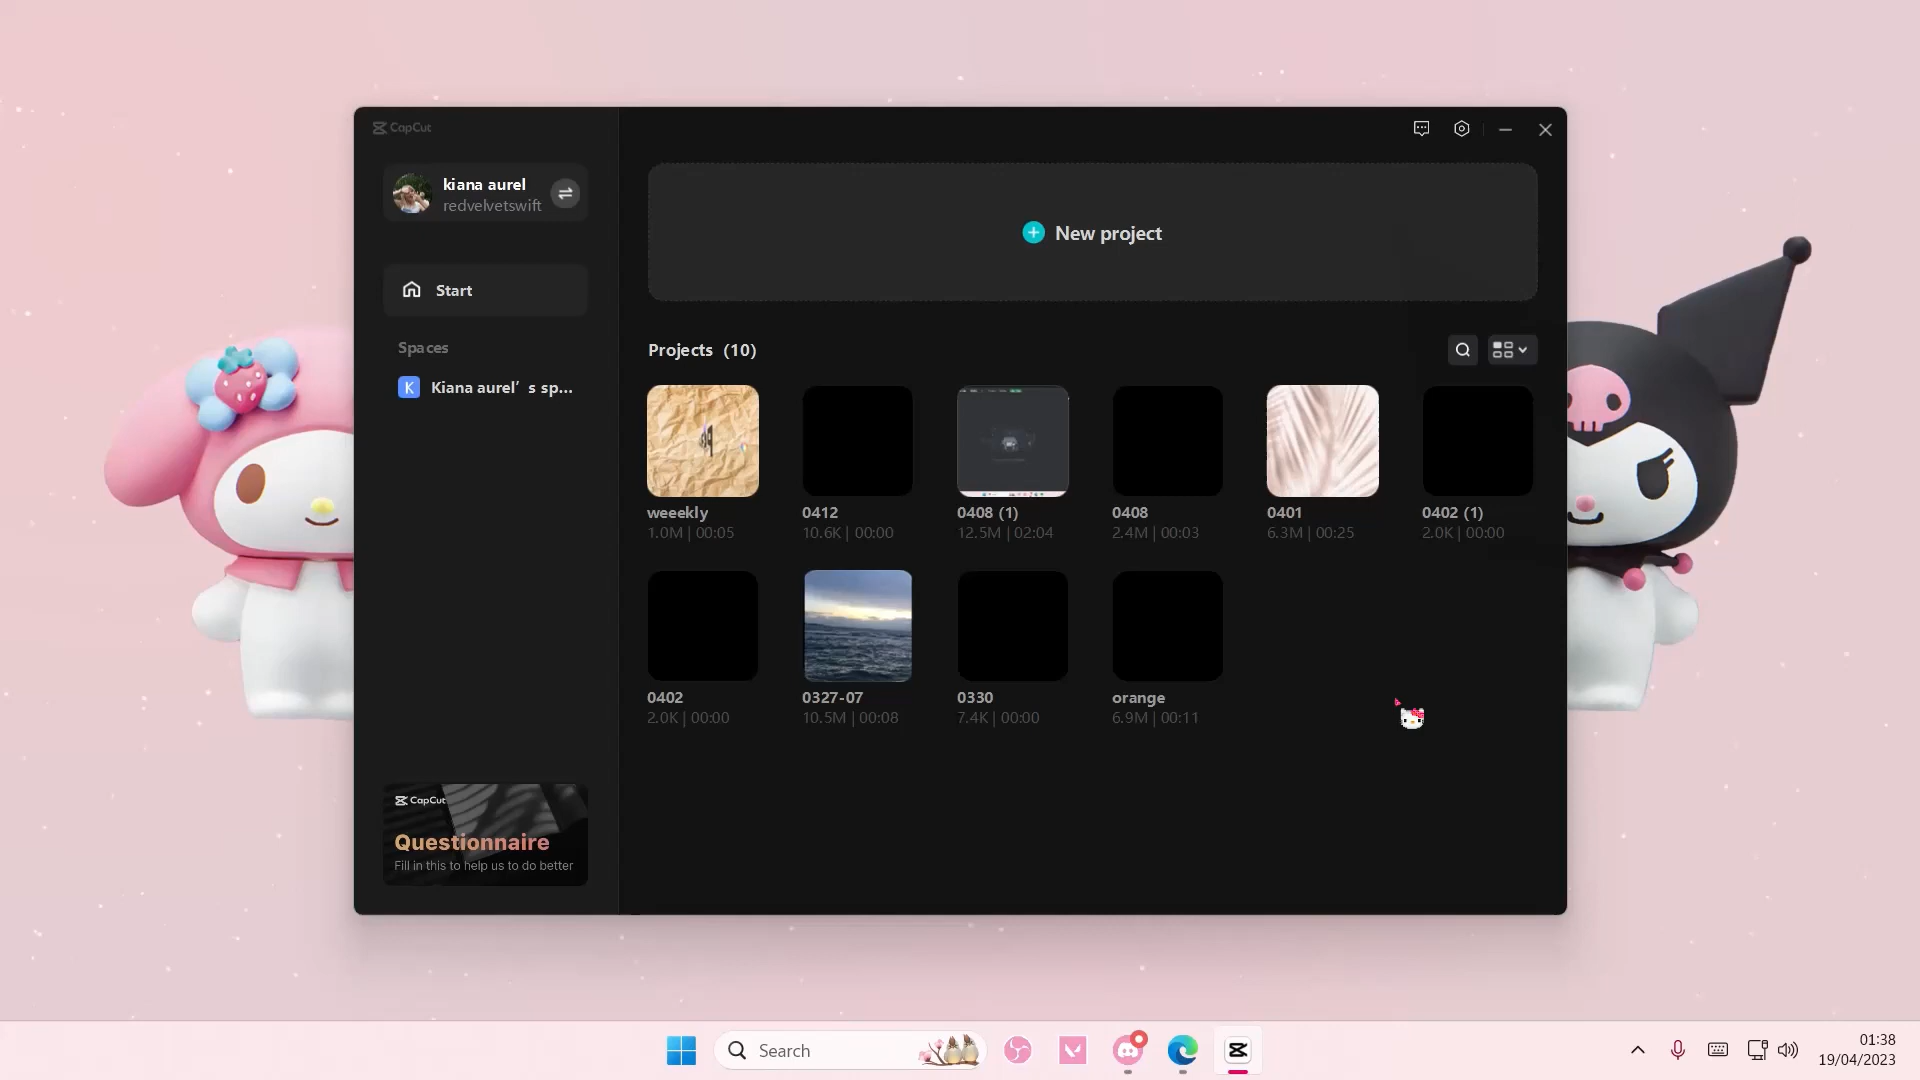 CapCut
kiana aurel
redvelvetswift
Start
Spaces
K Kiana aurel’s sp...
CapCut
Questionnaire
Fill in this to help us to do better
New project
Projects (10)
weeekly
1.0M | 00:05
0412
10.6K | 00:00
0408 (1)
12.5M | 02:04
0408
2.4M | 00:03
0401
6.3M | 00:25
0402 (1)
2.0K | 00:00
0402
2.0K | 00:00
0327-07
10.5M | 00:08
0330
7.4K | 00:00
orange
6.9M | 00:11
Search
01:38
19/04/2023